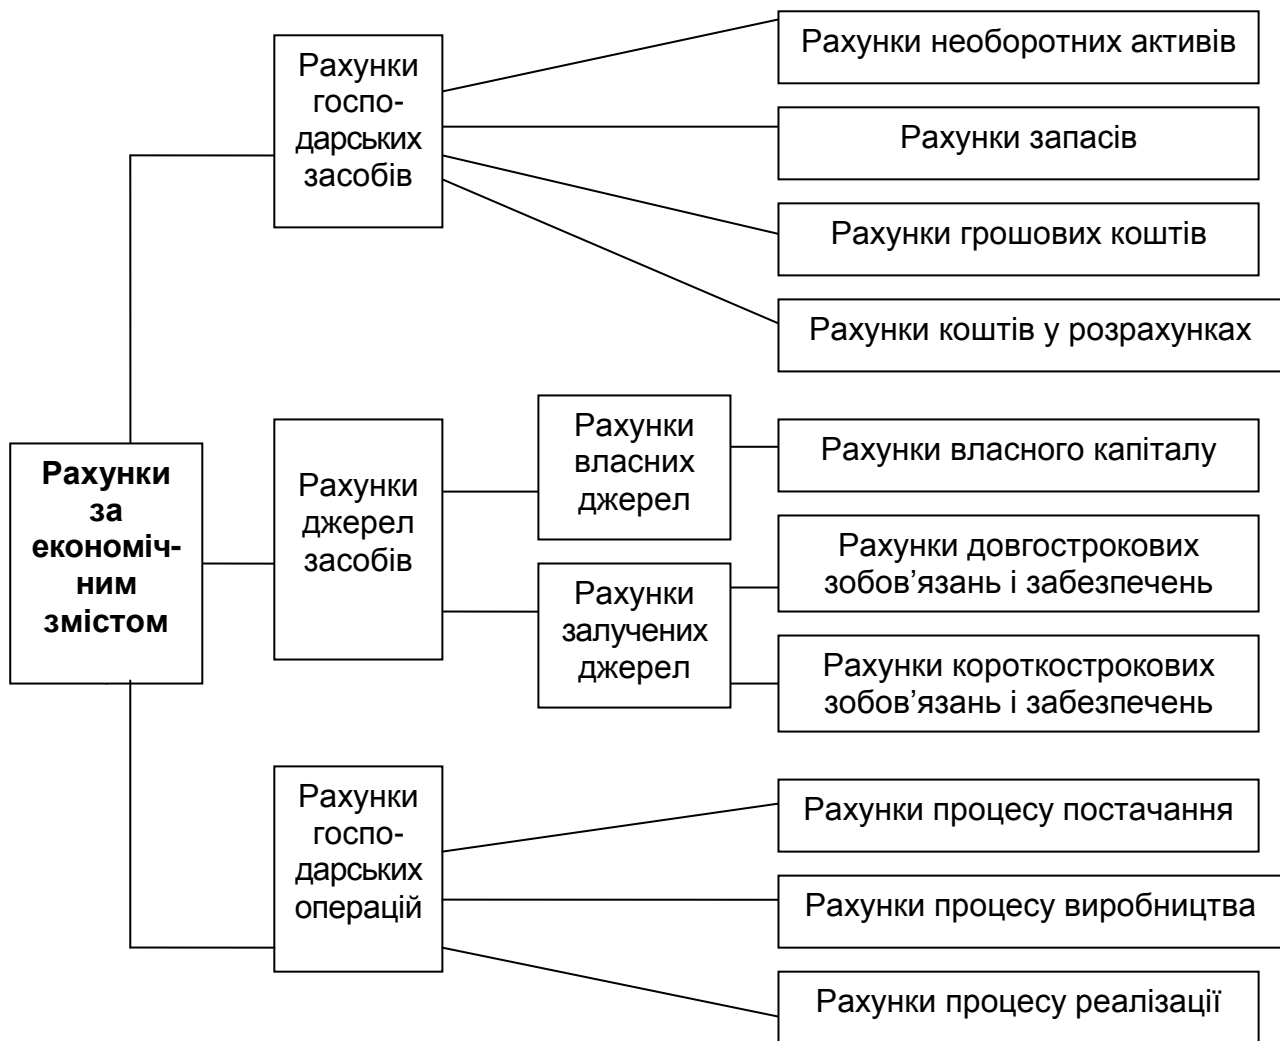 Рахунки
за
економіч-
ним
змістом
Рахунки
госпо-
дарських
засобів
Рахунки необоротних активів
Рахунки запасів
Рахунки грошових коштів
Рахунки коштів у розрахунках
Рахунки
джерел
засобів
Рахунки
власних
джерел
Рахунки власного капіталу
Рахунки
залучених
джерел
Рахунки довгострокових
зобов’язань і забезпечень
Рахунки короткострокових
зобов’язань і забезпечень
Рахунки
госпо-
дарських
операцій
Рахунки процесу постачання
Рахунки процесу виробництва
Рахунки процесу реалізації